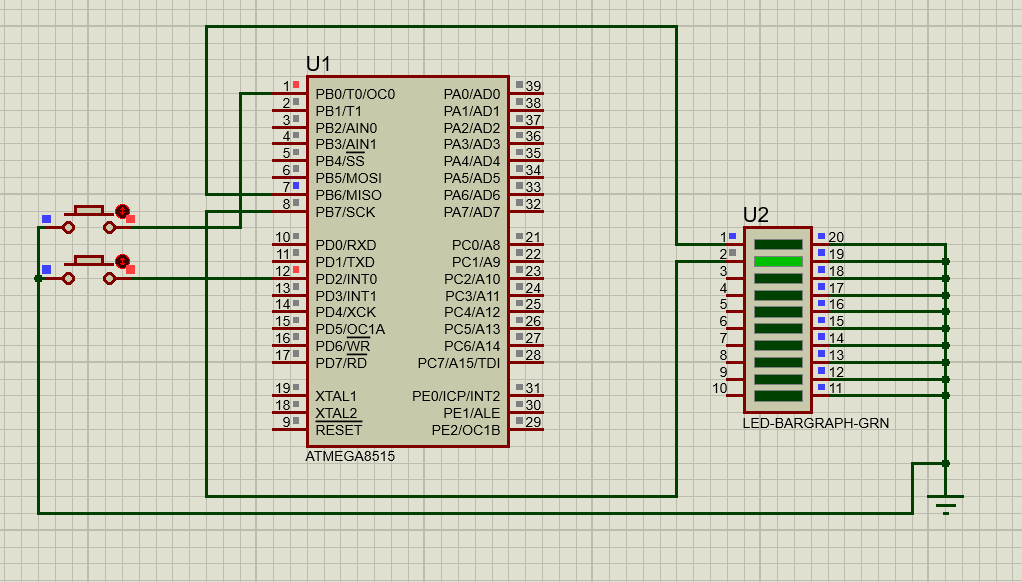 U1
1 PB0/T0/OC0 PA0/AD0 39
2 PB1/T1 PA1/AD1 38
3 PB2/AIN0 PA2/AD2 37
4 PB3/AIN1 PA3/AD3 36
5 PB4/SS PA4/AD4 35
6 PB5/MOSI PA5/AD5 34
7 PB6/MISO PA6/AD6 33
8 PB7/SCK PA7/AD7 32
10 PD0/RXD PC0/A8 21
11 PD1/TXD PC1/A9 22
12 PD2/INT0 PC2/A10 23
13 PD3/INT1 PC3/A11 24
14 PD4/XCK PC4/A12 25
15 PD5/OC1A PC5/A13 26
16 PD6/WR PC6/A14 27
17 PD7/RD PC7/A15/TDI 28
19 XTAL1 PE0/ICP/INT2 31
18 XTAL2 PE1/ALE 30
9 RESET PE2/OC1B 29
ATMEGA8515
U2
1 20
2 19
3 18
4 17
5 16
6 15
7 14
8 13
9 12
10 11
LED-BARGRAPH-GRN